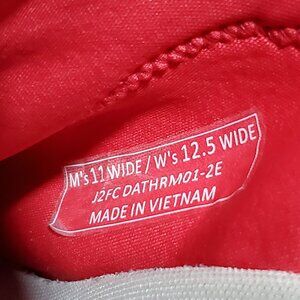 M's 11 WIDE / W's 12.5 WIDE
J2FC DATHRM01-2E
MADE IN VIETNAM